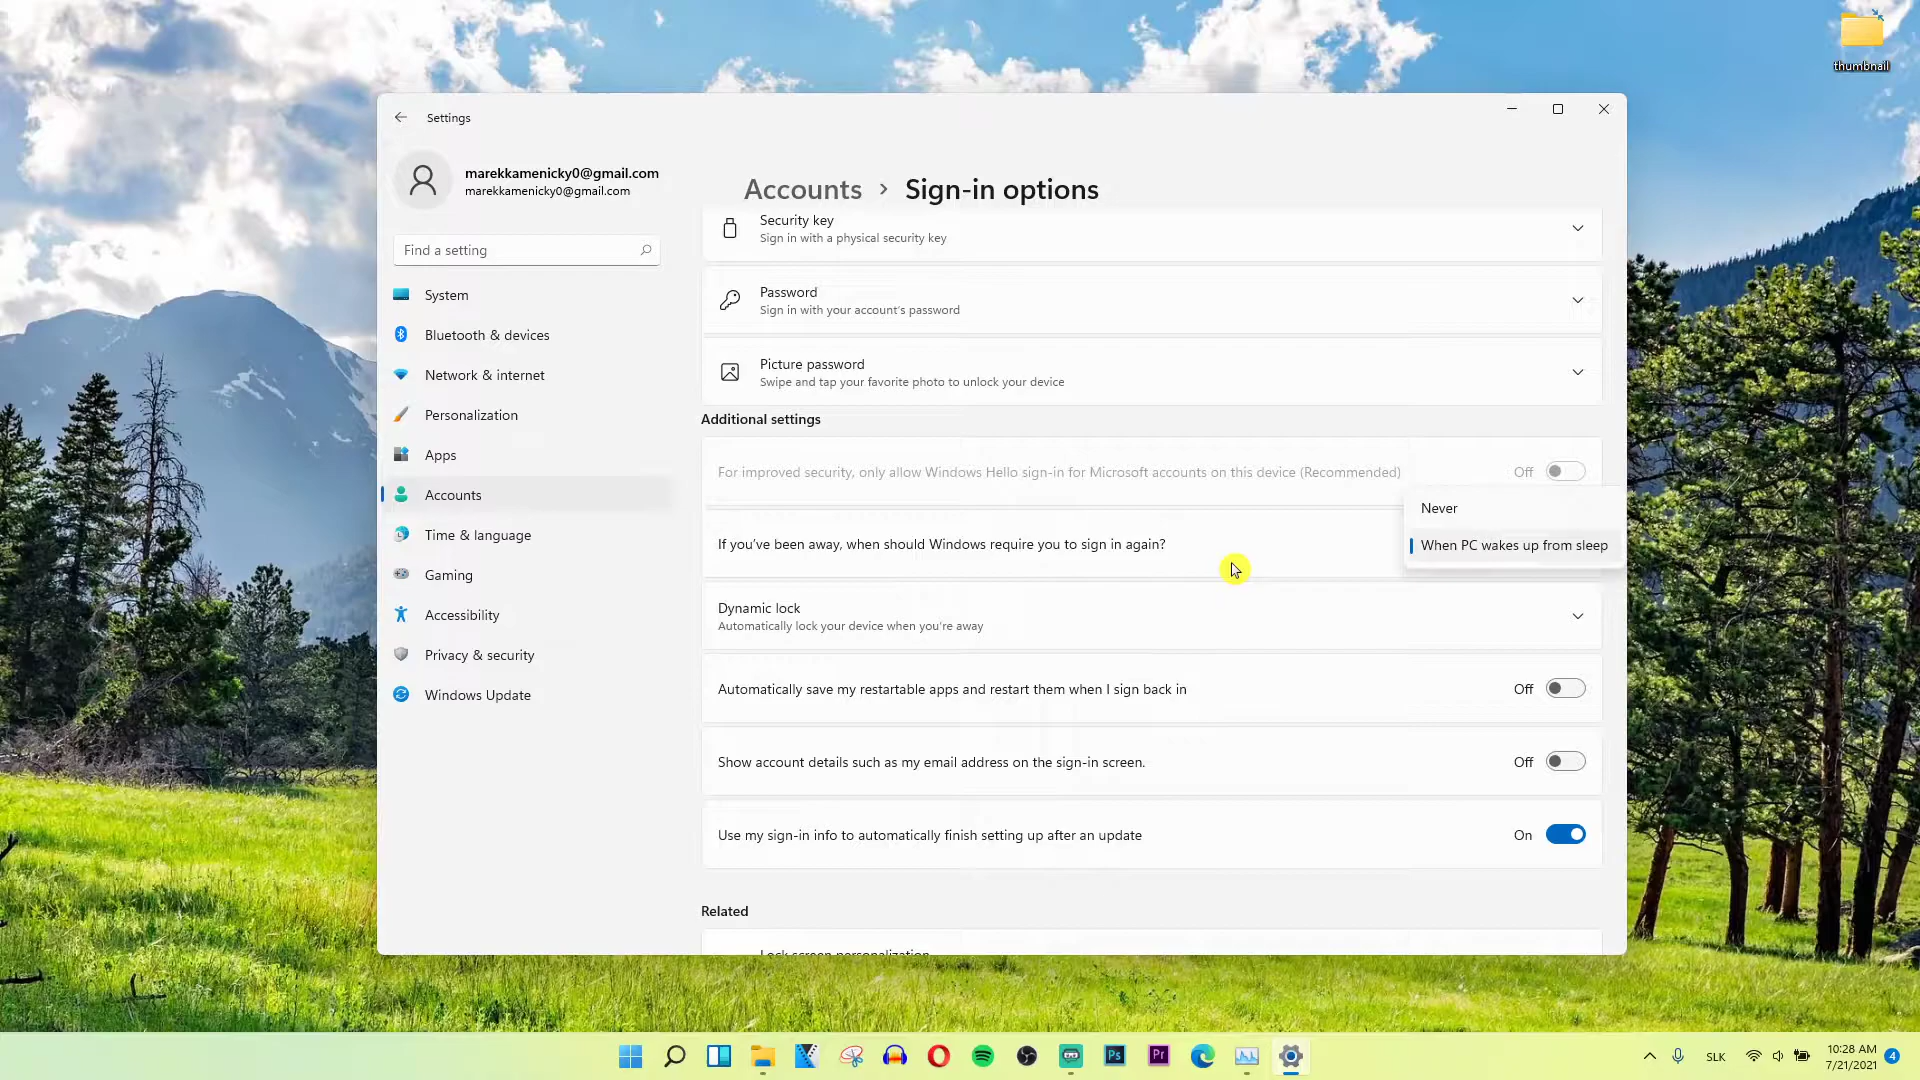 thumbnail
Settings
marekkamenicky0@gmail.com
marekkamenicky0@gmail.com
Find a setting
System
Bluetooth & devices
Network & internet
Personalization
Apps
Accounts
Time & language
Gaming
Accessibility
Privacy & security
Windows Update
Accounts > Sign-in options
Security key
Sign in with a physical security key
Password
Sign in with your account's password
Picture password
Swipe and tap your favorite photo to unlock your device
Additional settings
For improved security, only allow Windows Hello sign-in for Microsoft accounts on this device (Recommended)
Off
Never
If you've been away, when should Windows require you to sign in again?
When PC wakes up from sleep
Dynamic lock
Automatically lock your device when you're away
Automatically save my restartable apps and restart them when I sign back in
Off
Show account details such as my email address on the sign-in screen.
Off
Use my sign-in info to automatically finish setting up after an update
On
Related
Lock screen personalization
Ps
Pr
SLK
10:28 AM
7/21/2021
4